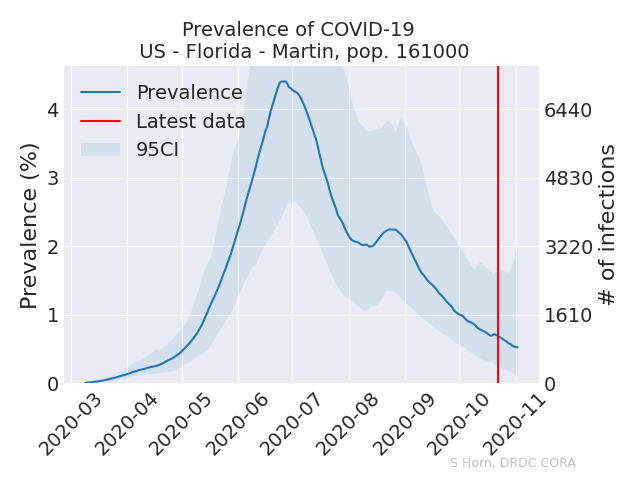 Prevalence of COVID-19
US - Florida - Martin, pop. 161000
Prevalence
Latest data
95CI
Prevalence (%)
4
3
2
1
0
6440
4830
3220
1610
0
# of infections
2020-03
2020-04
2020-05
2020-06
2020-07
2020-08
2020-09
2020-10
2020-11
S Horn, DRDC CORA